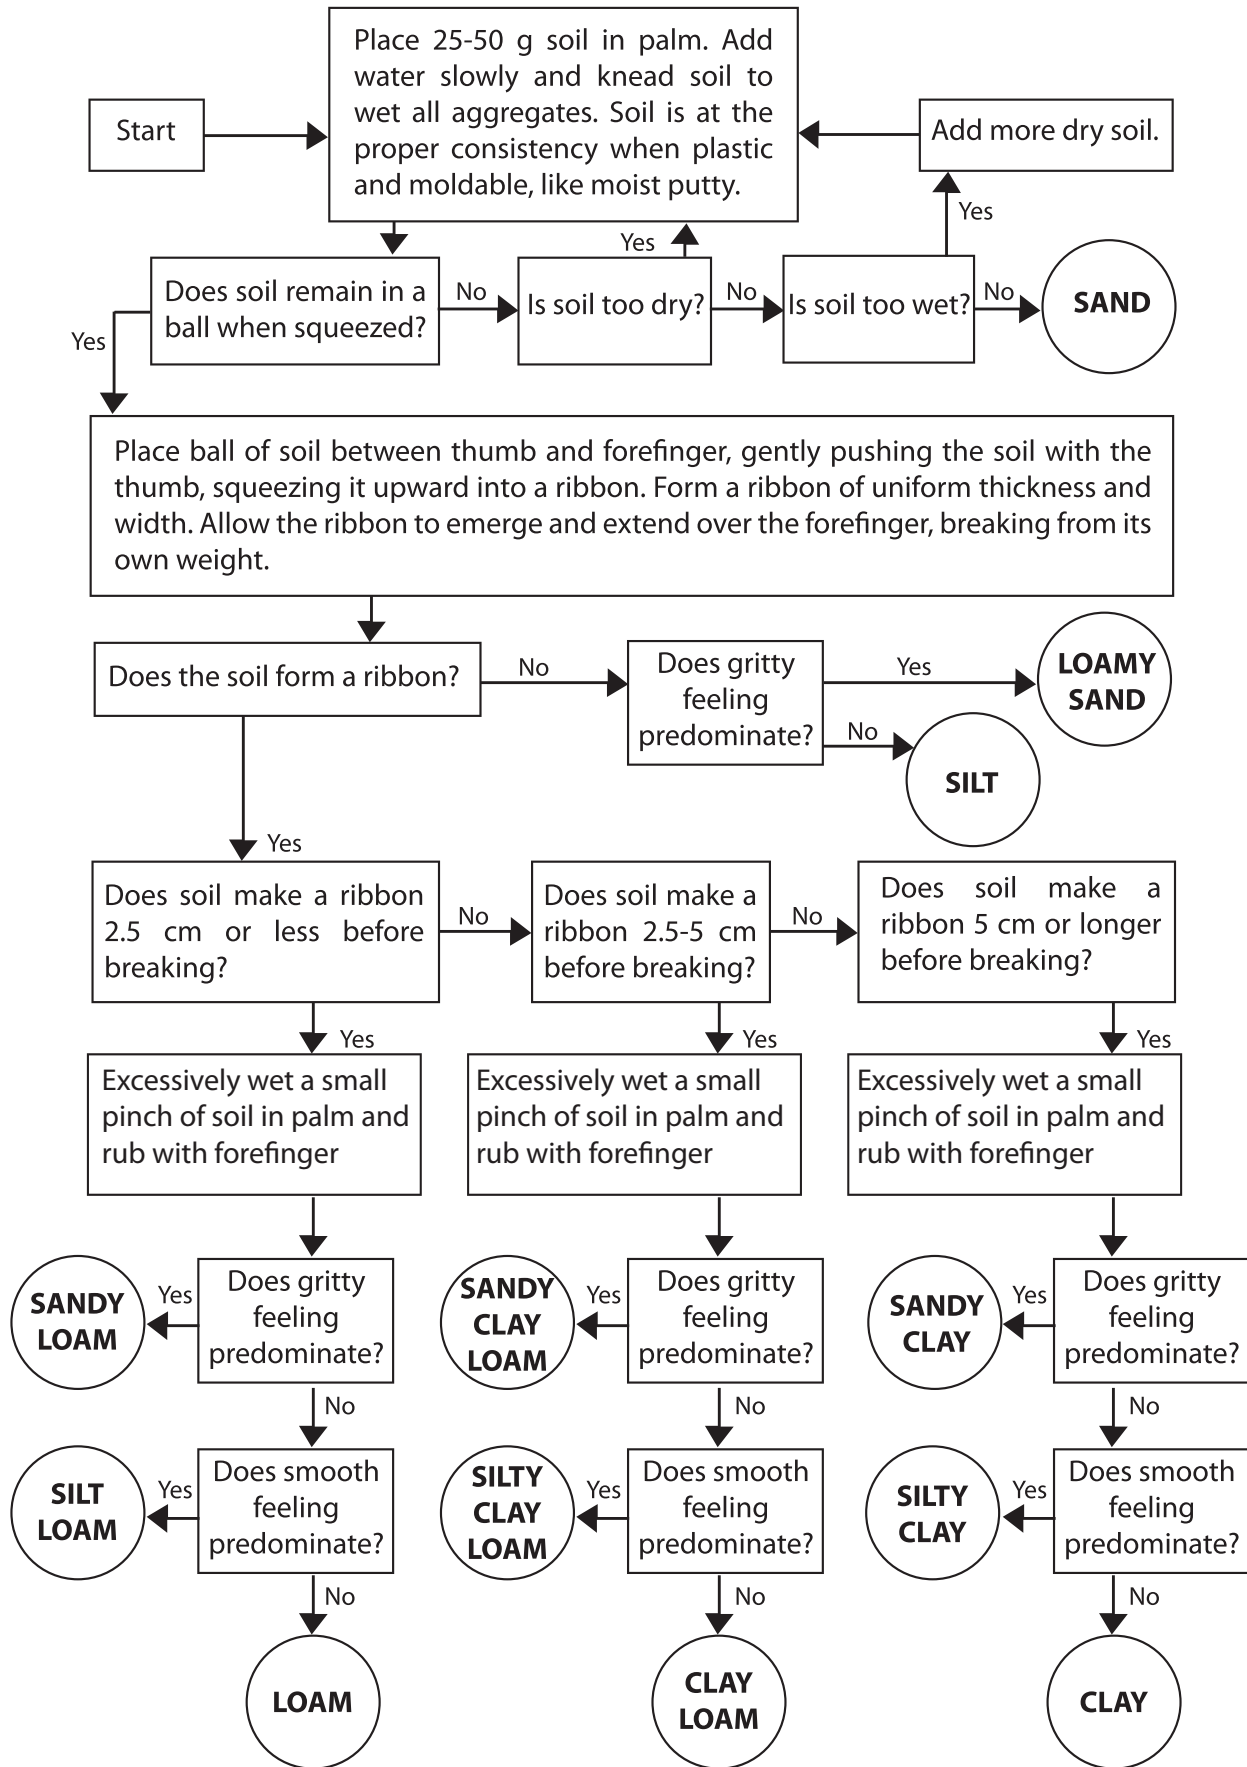 Place 25-50 g soil in palm. Add
water slowly and knead soil to
wet all aggregates. Soil is at the
proper consistency when plastic
and moldable, like moist putty.
Start
Add more dry soil.
Yes
Yes
Does soil remain in a
ball when squeezed?
No
Is soil too dry?
No
Is soil too wet?
No
SAND
Yes
Place ball of soil between thumb and forefinger, gently pushing the soil with the
thumb, squeezing it upward into a ribbon. Form a ribbon of uniform thickness and
width. Allow the ribbon to emerge and extend over the forefinger, breaking from its
own weight.
Does the soil form a ribbon?
No
Does gritty
feeling
predominate?
Yes
LOAMY
SAND
No
SILT
Yes
Does soil make a ribbon
2.5 cm or less before
breaking?
No
Does soil make a
ribbon 2.5-5 cm
before breaking?
No
Does soil make a
ribbon 5 cm or longer
before breaking?
Yes
Yes
Yes
Excessively wet a small
pinch of soil in palm and
rub with forefinger
Excessively wet a small
pinch of soil in palm and
rub with forefinger
Excessively wet a small
pinch of soil in palm and
rub with forefinger
SANDY
LOAM
Yes
Does gritty
feeling
predominate?
SANDY
CLAY
LOAM
Yes
Does gritty
feeling
predominate?
SANDY
CLAY
Yes
Does gritty
feeling
predominate?
No
No
No
SILT
LOAM
Yes
Does smooth
feeling
predominate?
SILTY
CLAY
LOAM
Yes
Does smooth
feeling
predominate?
SILTY
CLAY
Yes
Does smooth
feeling
predominate?
No
No
No
LOAM
CLAY
LOAM
CLAY